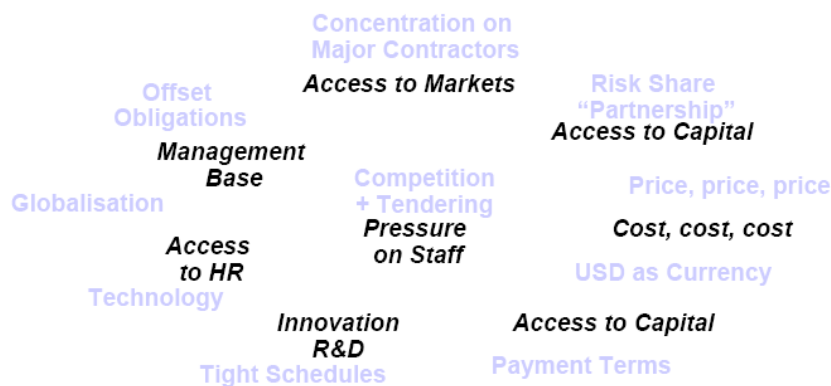 Concentration on
Major Contractors
Access to Markets
Offset
Obligations
Risk Share
“Partnership”
Access to Capital
Management
Base
Competition
+ Tendering
Price, price, price
Globalisation
Pressure
on Staff
Cost, cost, cost
Access
to HR
USD as Currency
Technology
Innovation
R&D
Access to Capital
Tight Schedules
Payment Terms